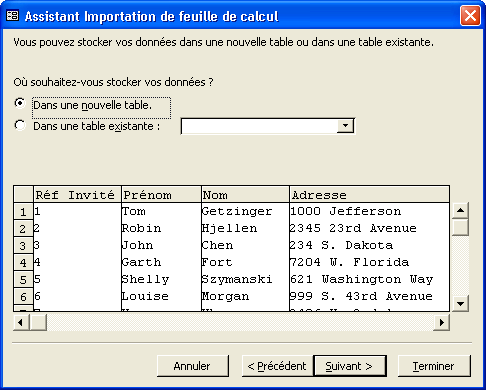 Assistant Importation de feuille de calcul
Vous pouvez stocker vos données dans une nouvelle table ou dans une table existante.
Où souhaitez-vous stocker vos données ?
Dans une nouvelle table.
Dans une table existante :
Réf Invité Prénom Nom Adresse
1 1 Tom Getzinger 1000 Jefferson
2 2 Robin Hjellen 2345 23rd Avenue
3 3 John Chen 234 S. Dakota
4 4 Garth Fort 7204 W. Florida
5 5 Shelly Szymanski 621 Washington Way
6 6 Louise Morgan 999 S. 43rd Avenue
Annuler < Précédent Suivant > Terminer